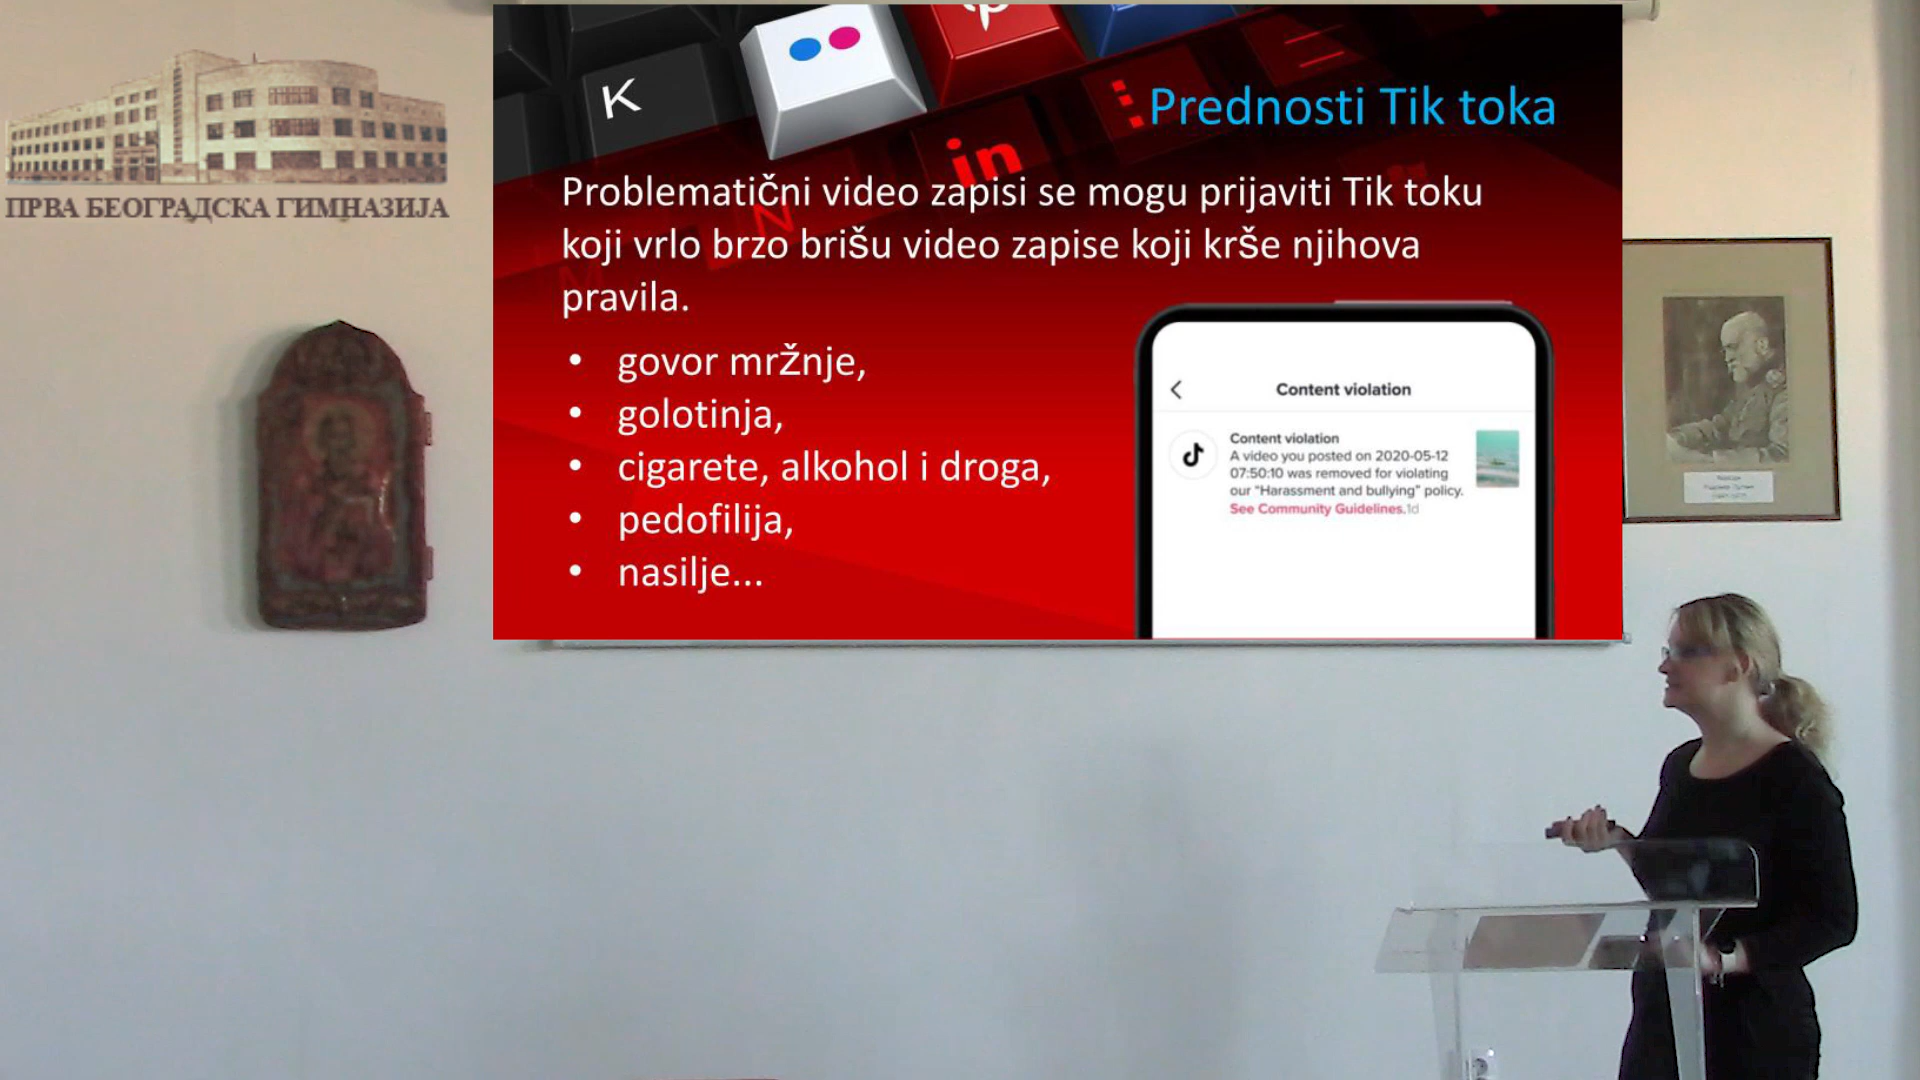 ПРВА БЕОГРАДСКА ГИМНАЗИЈА
K
in
N
Prednosti Tik toka
Problematični video zapisi se mogu prijaviti Tik toku
koji vrlo brzo brišu video zapise koji krše njihova
pravila.
• govor mržnje,
• golotinja,
• cigarete, alkohol i droga,
• pedofilija,
• nasilje...
Content violation
Content violation
A video you posted on 2020-05-12
07:50:10 was removed for violating
our "Harassment and bullying" policy.
See Community Guidelines.1d